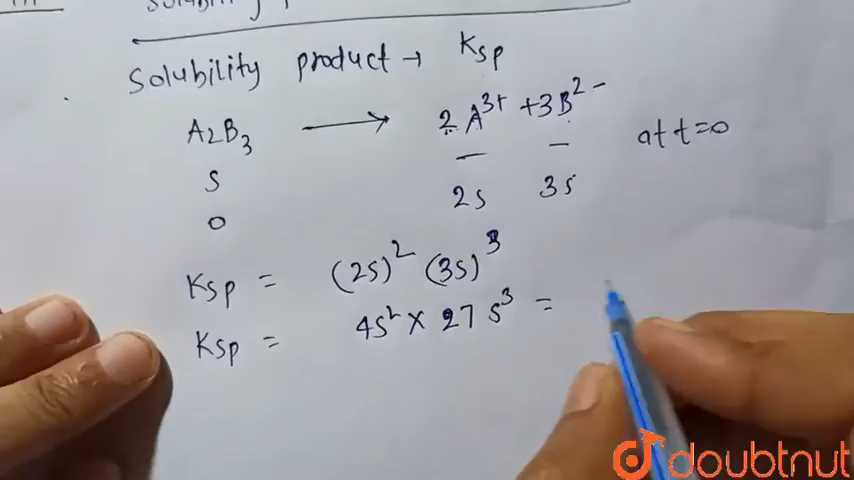 Solubility product → Ksp
A2B3 → 2A³⁺ + 3B²⁻
S – – at t=0
0 2s 3s
Ksp = (2s)² (3s)³
Ksp = 4s² × 27 s³ =
doubtnut